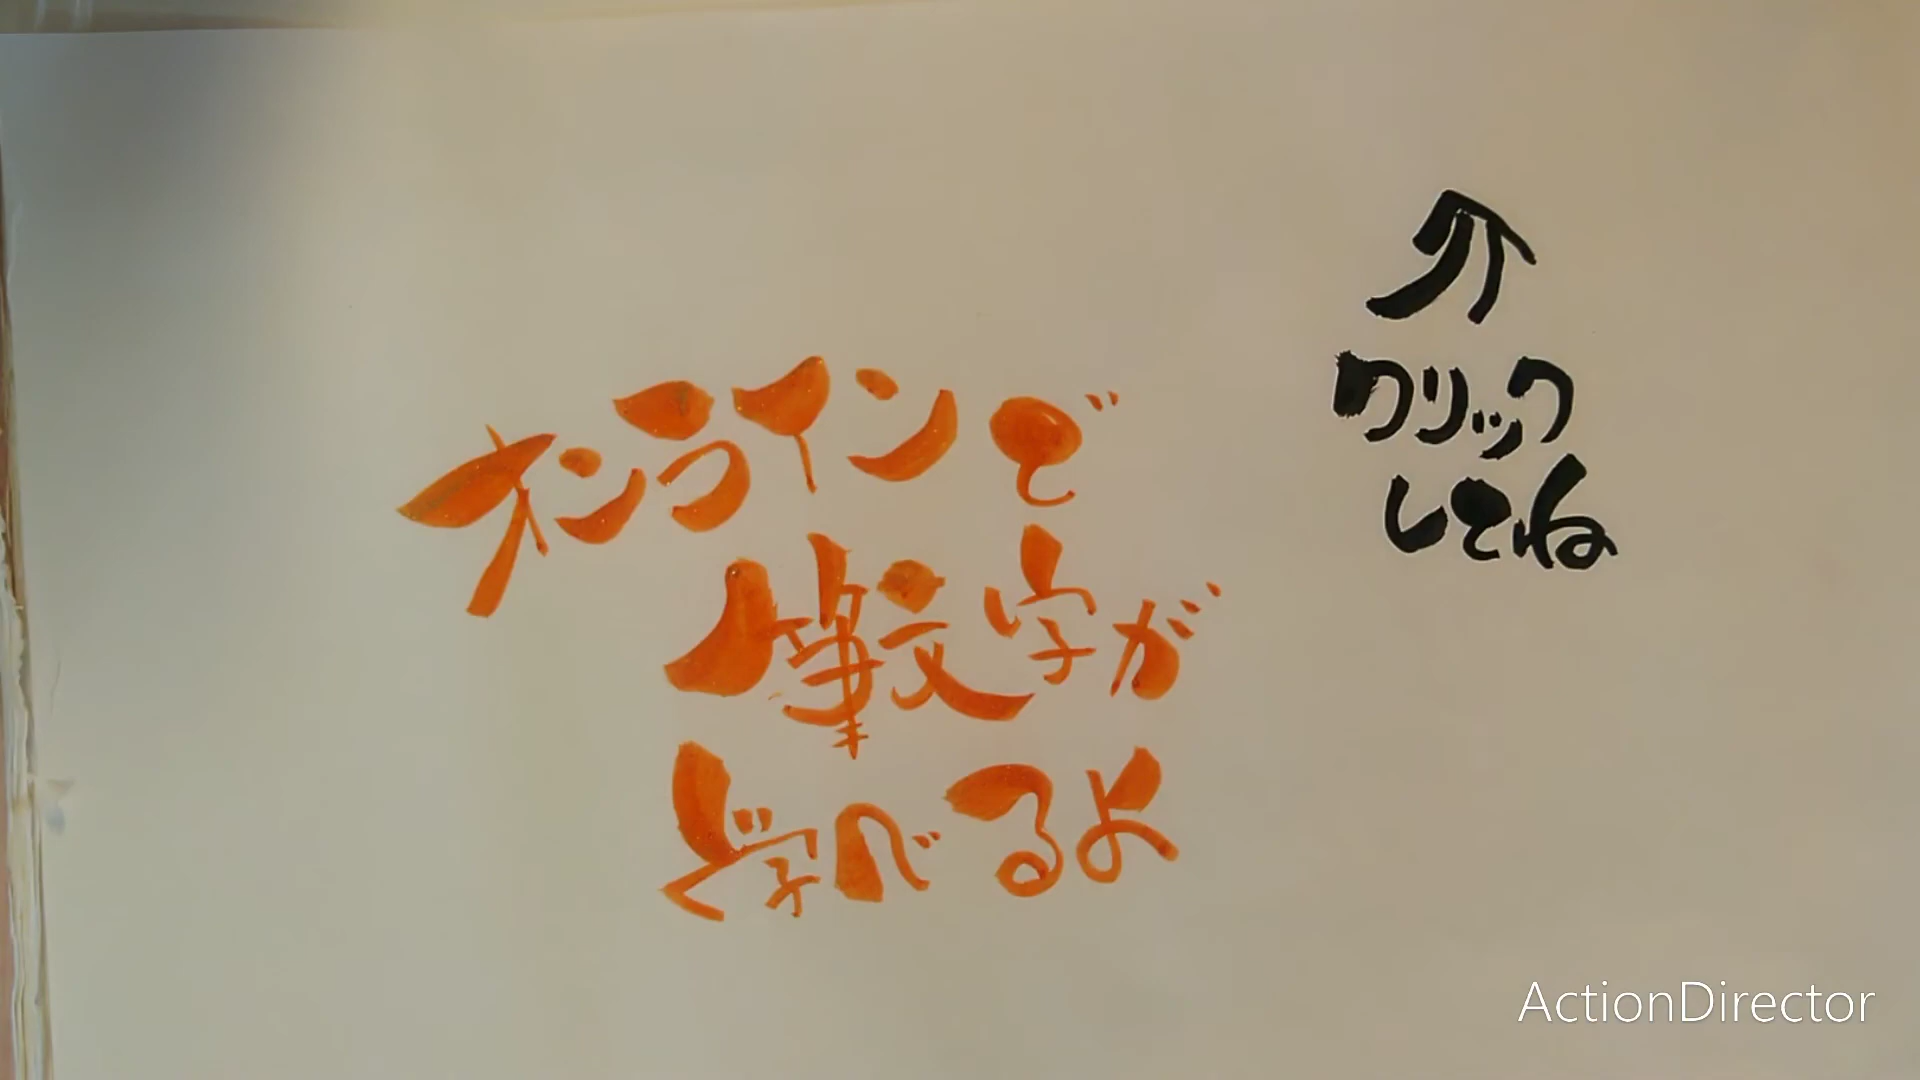 オンラインで
筆文字が
学べるよ
⇑
クリック
してね
ActionDirector